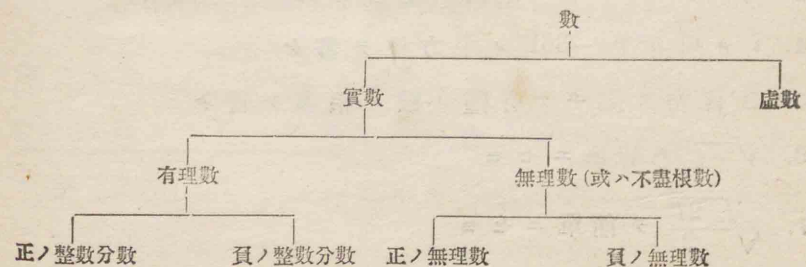 數
實數 虛數
有理數 無理數(或ハ不盡根數)
正ノ整數分數 負ノ整數分數 正ノ無理數 負ノ無理數